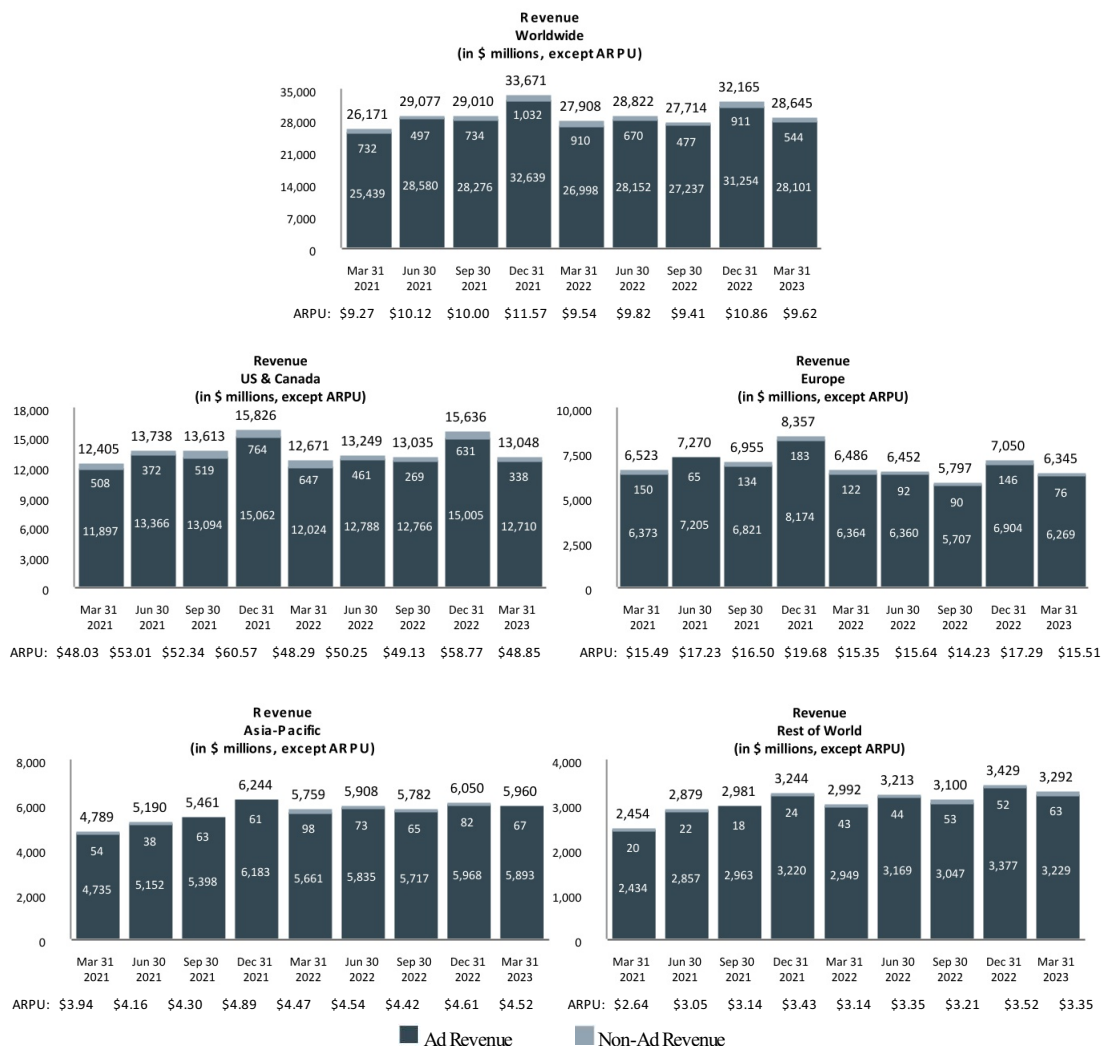 Revenue
Worldwide
(in $ millions, except ARPU)
35,000
28,000
21,000
14,000
7,000
0
26,171 29,077 29,010 33,671 27,908 28,822 27,714 32,165 28,645
732 497 734 1,032 910 670 477 911 544
25,439 28,580 28,276 32,639 26,998 28,152 27,237 31,254 28,101
Mar 31 Jun 30 Sep 30 Dec 31 Mar 31 Jun 30 Sep 30 Dec 31 Mar 31
2021 2021 2021 2021 2022 2022 2022 2022 2023
ARPU: $9.27 $10.12 $10.00 $11.57 $9.54 $9.82 $9.41 $10.86 $9.62
Revenue
US & Canada
(in $ millions, except ARPU)
18,000
15,000
12,000
9,000
6,000
3,000
0
12,405 13,738 13,613 15,826 12,671 13,249 13,035 15,636 13,048
508 372 519 764 647 461 269 631 338
11,897 13,366 13,094 15,062 12,024 12,788 12,766 15,005 12,710
Mar 31 Jun 30 Sep 30 Dec 31 Mar 31 Jun 30 Sep 30 Dec 31 Mar 31
2021 2021 2021 2021 2022 2022 2022 2022 2023
ARPU: $48.03 $53.01 $52.34 $60.57 $48.29 $50.25 $49.13 $58.77 $48.85
Revenue
Europe
(in $ millions, except ARPU)
10,000
7,500
5,000
2,500
0
6,523 7,270 6,955 8,357 6,486 6,452 5,797 7,050 6,345
150 65 134 183 122 92 90 146 76
6,373 7,205 6,821 8,174 6,364 6,360 5,707 6,904 6,269
Mar 31 Jun 30 Sep 30 Dec 31 Mar 31 Jun 30 Sep 30 Dec 31 Mar 31
2021 2021 2021 2021 2022 2022 2022 2022 2023
ARPU: $15.49 $17.23 $16.50 $19.68 $15.35 $15.64 $14.23 $17.29 $15.51
Revenue
Asia-Pacific
(in $ millions, except ARPU)
8,000
6,000
4,000
2,000
0
4,789 5,190 5,461 6,244 5,759 5,908 5,782 6,050 5,960
54 38 63 61 98 73 65 82 67
4,735 5,152 5,398 6,183 5,661 5,835 5,717 5,968 5,893
Mar 31 Jun 30 Sep 30 Dec 31 Mar 31 Jun 30 Sep 30 Dec 31 Mar 31
2021 2021 2021 2021 2022 2022 2022 2022 2023
ARPU: $3.94 $4.16 $4.30 $4.89 $4.47 $4.54 $4.42 $4.61 $4.52
Revenue
Rest of World
(in $ millions, except ARPU)
4,000
3,000
2,000
1,000
0
2,454 2,879 2,981 3,244 2,992 3,213 3,100 3,429 3,292
20 22 18 24 43 44 53 52 63
2,434 2,857 2,963 3,220 2,949 3,169 3,047 3,377 3,229
Mar 31 Jun 30 Sep 30 Dec 31 Mar 31 Jun 30 Sep 30 Dec 31 Mar 31
2021 2021 2021 2021 2022 2022 2022 2022 2023
ARPU: $2.64 $3.05 $3.14 $3.43 $3.14 $3.35 $3.21 $3.52 $3.35
Ad Revenue Non-Ad Revenue